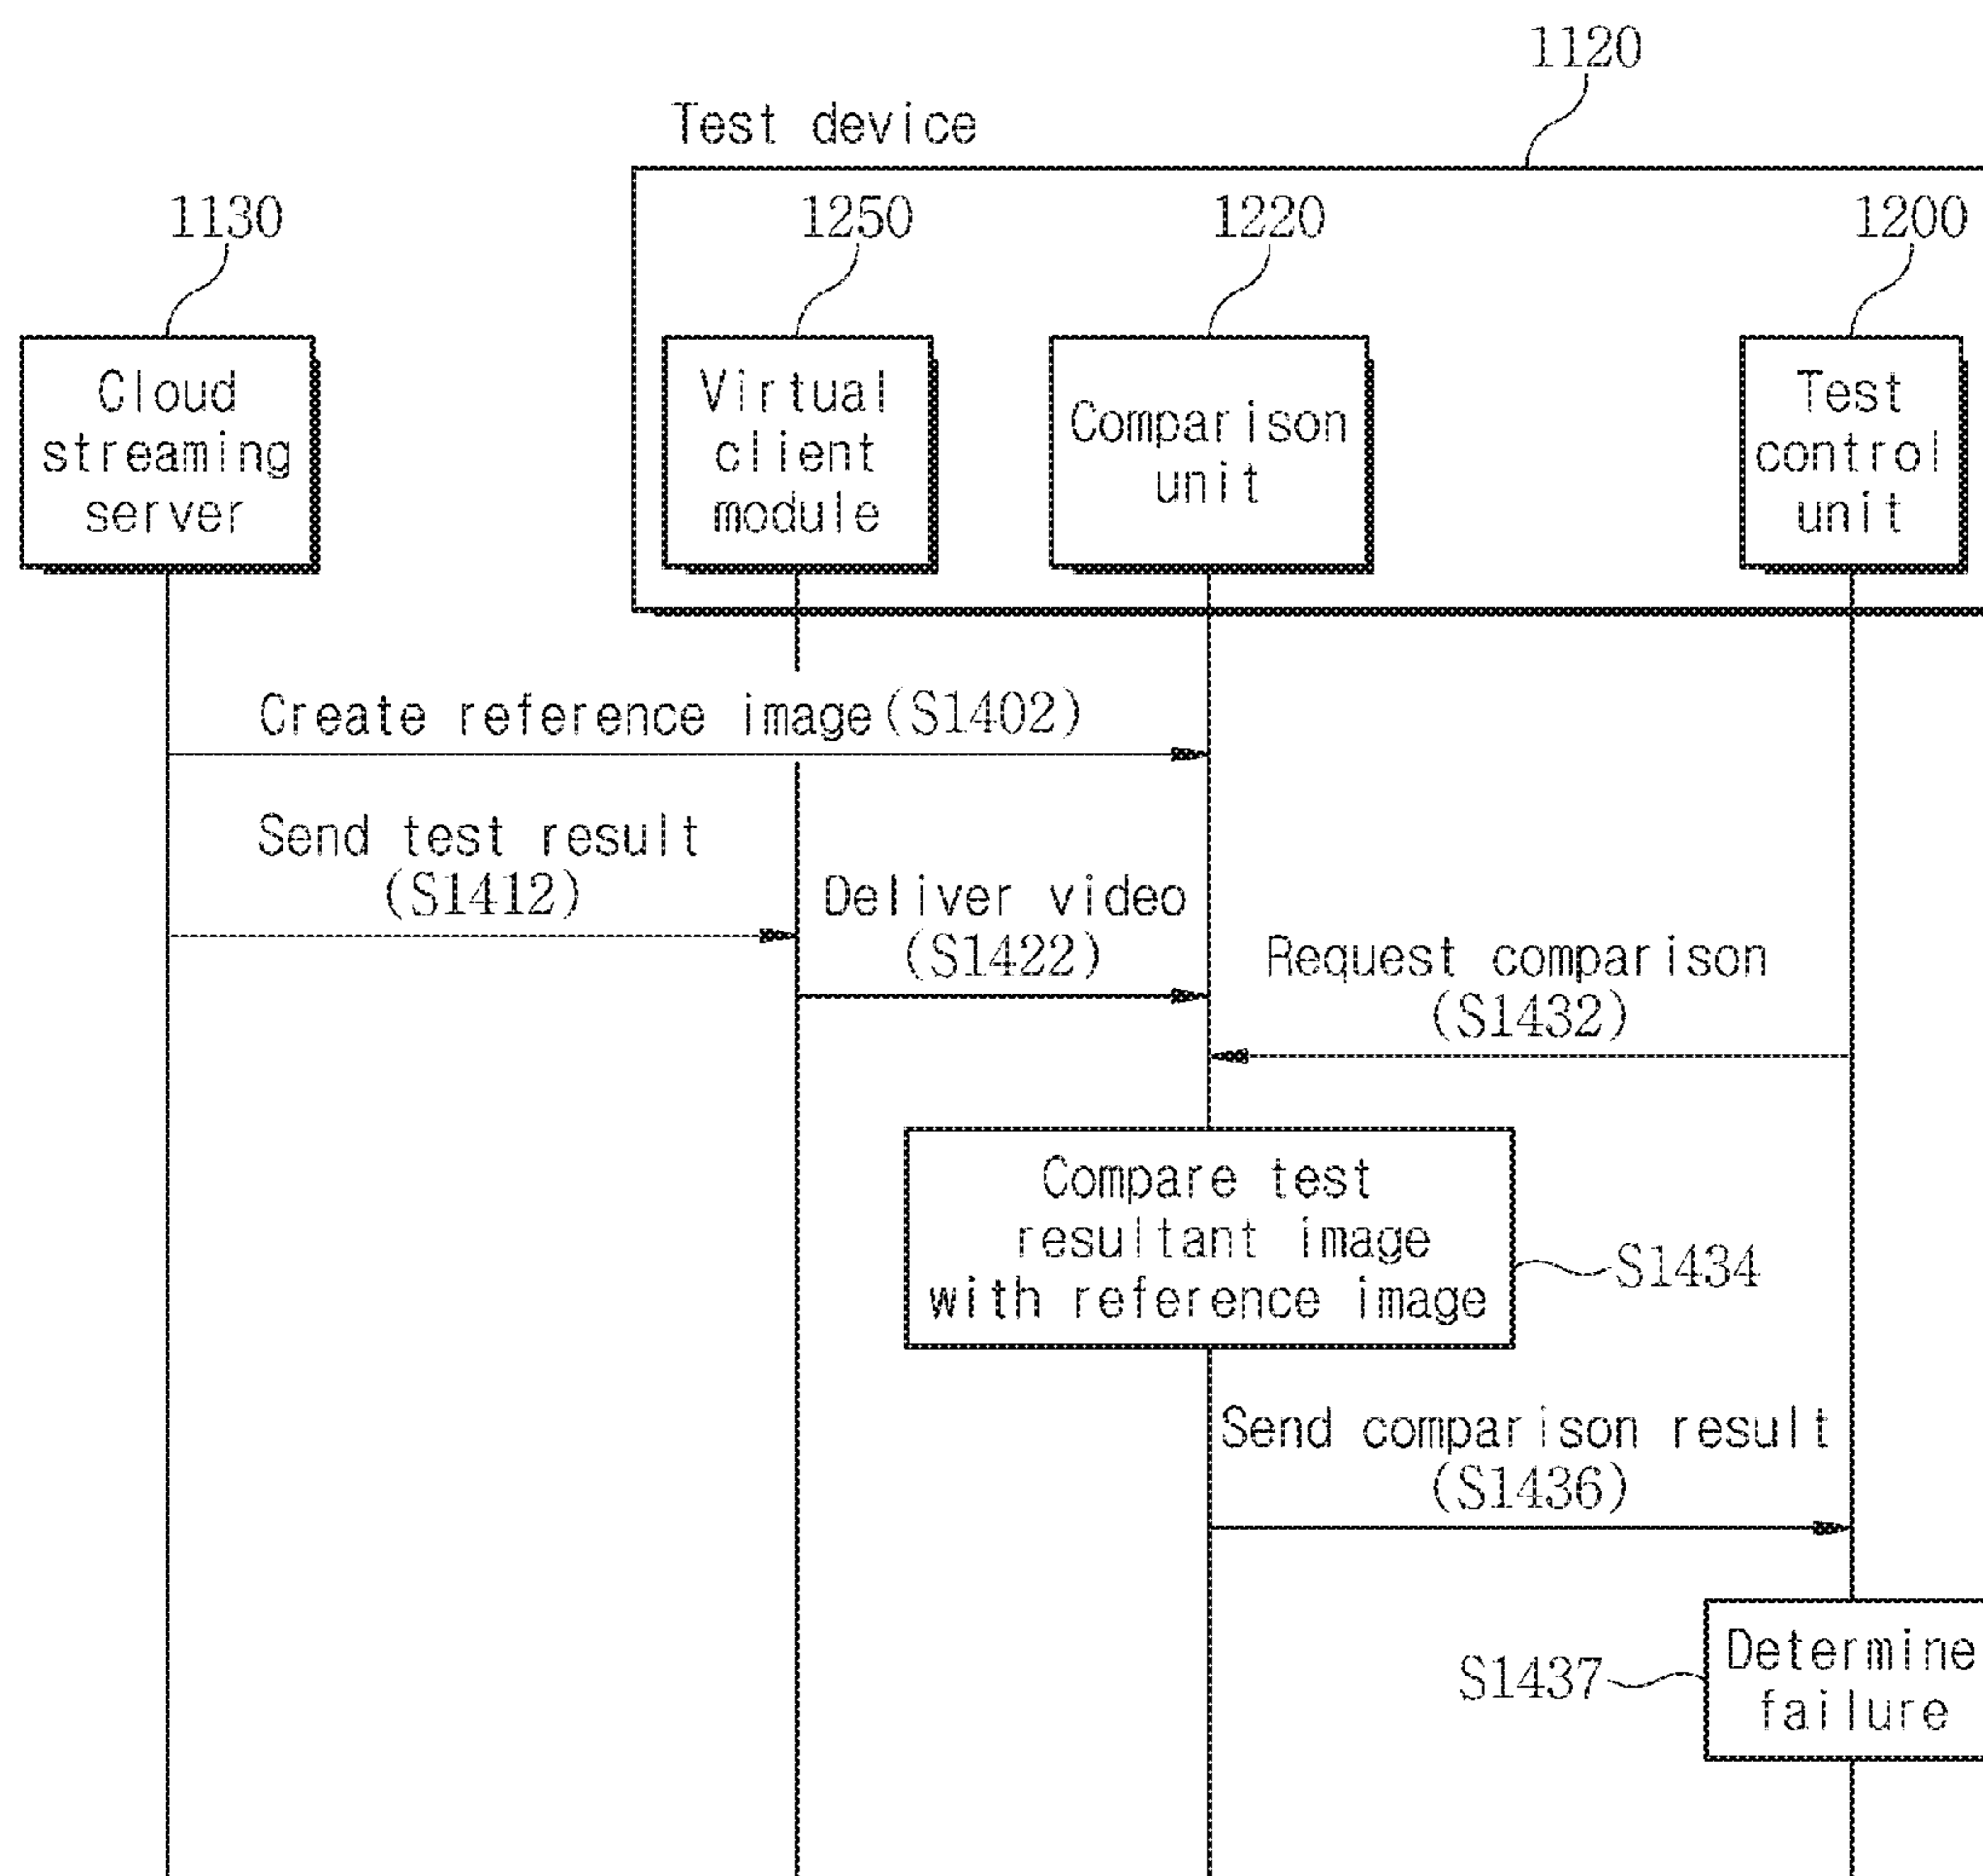 1120
Test device
1130
1250
1220
1200
Cloud
streaming
server
Virtual
client
module
Comparison
unit
Test
control
unit
Create reference image(S1402)
Send test result
(S1412)
Deliver video
(S1422)
Request comparison
(S1432)
Compare test
resultant image
with reference image
S1434
Send comparison result
(S1436)
S1437
Determine
failure